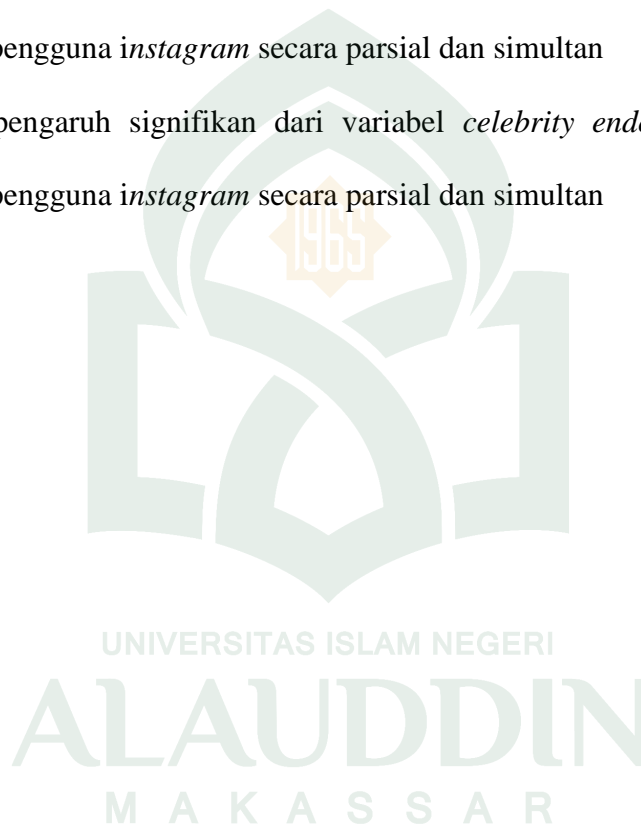 pengguna instagram secara parsial dan simultan
pengaruh signifikan dari variabel celebrity
pengguna instagram secara parsial dan simultan
1965
UNIVERSITAS ISLAM NEGERI
ALAUDDIN
MAKASSAR